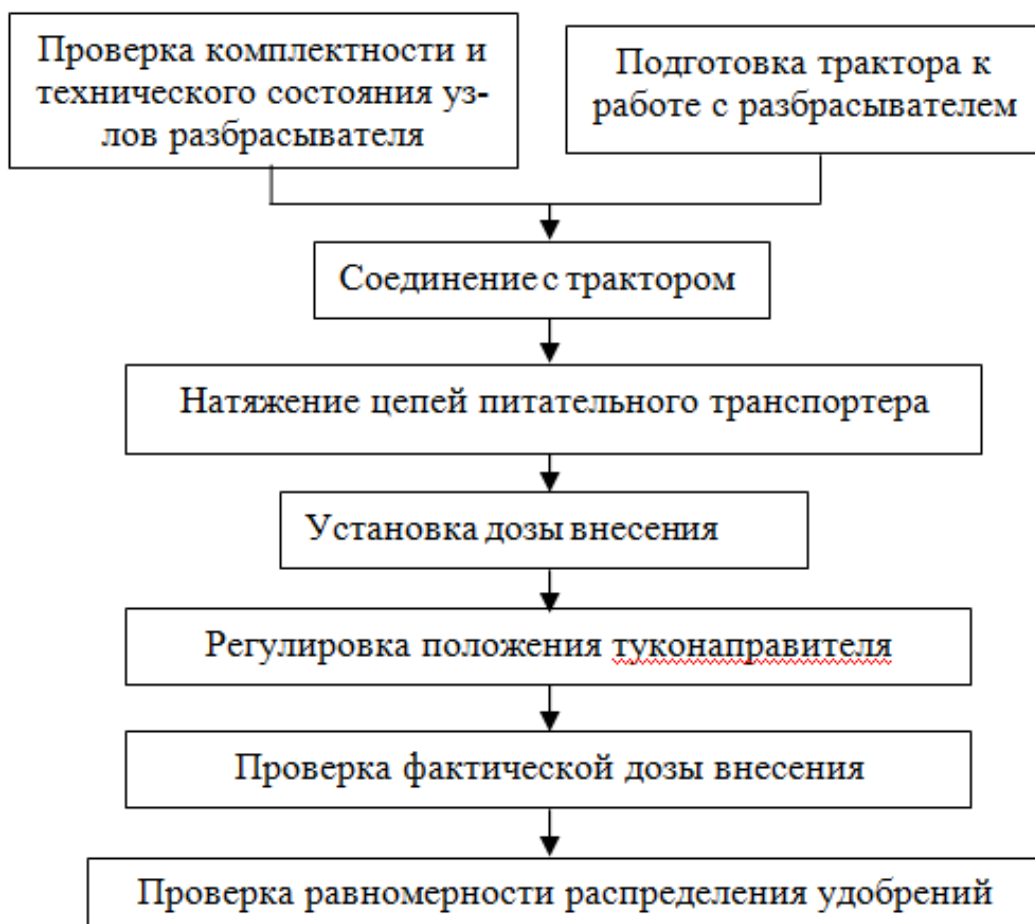 Проверка комплектности и
технического состояния уз-
лов разбрасывателя
Подготовка трактора к
работе с разбрасывателем
Соединение с трактором
Натяжение цепей питательного транспортера
Установка дозы внесения
Регулировка положения туконаправителя
Проверка фактической дозы внесения
Проверка равномерности распределения удобрений